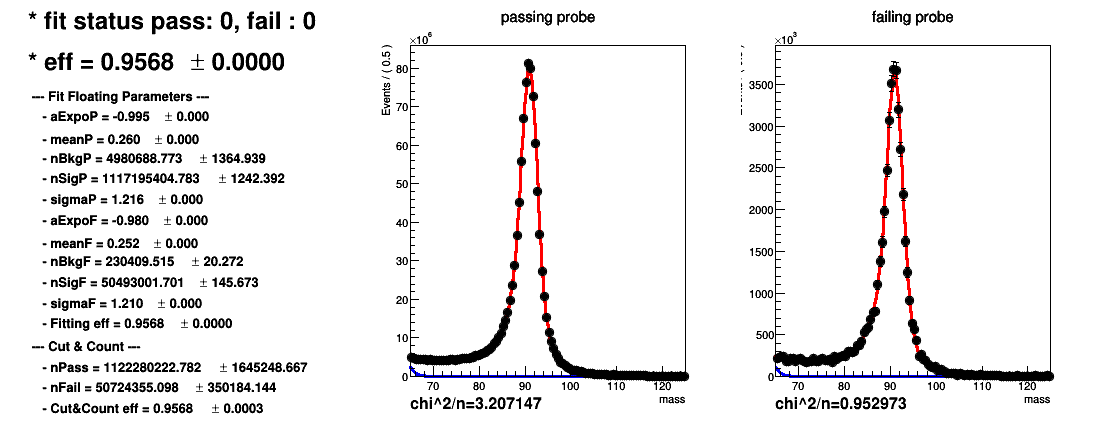 * fit status pass: 0, fail : 0
* eff = 0.9568 ± 0.0000
--- Fit Floating Parameters ---
- aExpoP = -0.995 ± 0.000
- meanP = 0.260 ± 0.000
- nBkgP = 4980688.773 ± 1364.939
- nSigP = 1117195404.783 ± 1242.392
- sigmaP = 1.216 ± 0.000
- aExpoF = -0.980 ± 0.000
- meanF = 0.252 ± 0.000
- nBkgF = 230409.515 ± 20.272
- nSigF = 50493001.701 ± 145.673
- sigmaF = 1.210 ± 0.000
- Fitting eff = 0.9568 ± 0.0000
--- Cut & Count ---
- nPass = 1122280222.782 ± 1645248.667
- nFail = 50724355.098 ± 350184.144
- Cut&Count eff = 0.9568 ± 0.0003
passing probe
×10⁶
Events / ( 0.5 )
80
70
60
50
40
30
20
10
0
70 80 90 100 110 120
mass
chi^2/n=3.207147
failing probe
×10³
3500
3000
2500
2000
1500
1000
500
0
70 80 90 100 110 120
mass
chi^2/n=0.952973